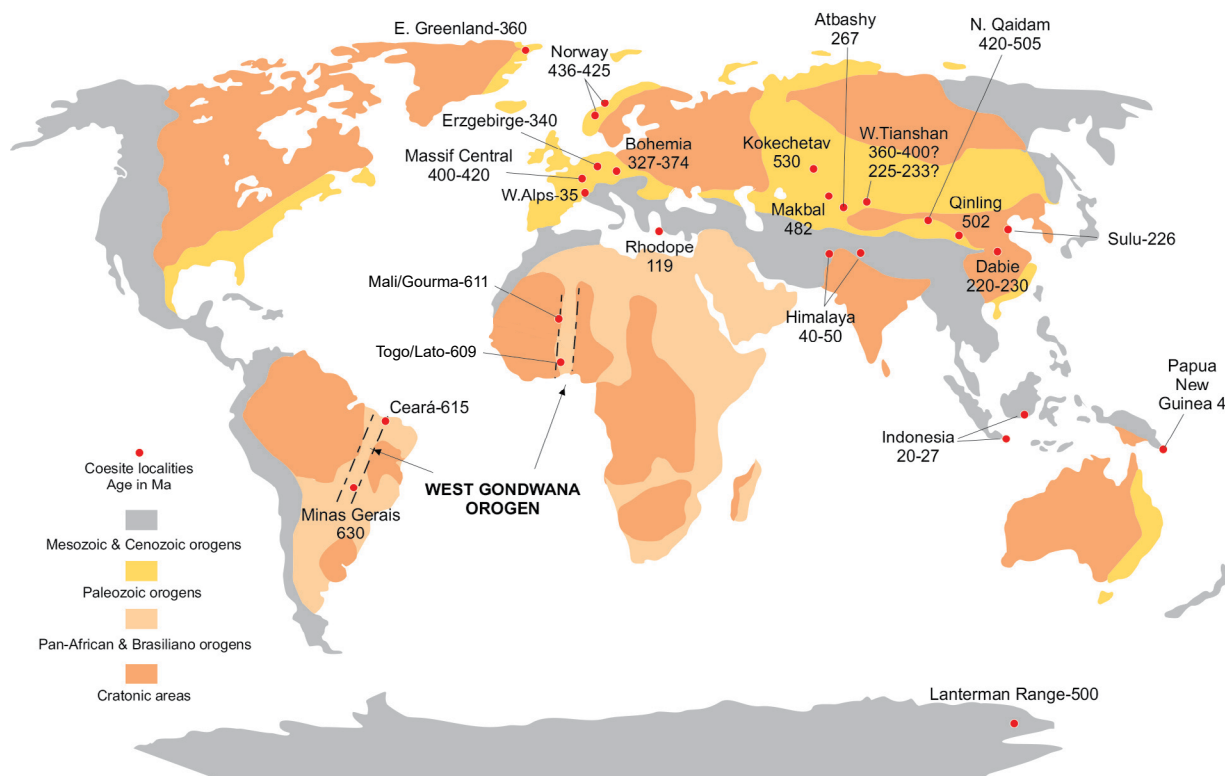 E. Greenland-360
Norway
436-425
Atbashy
267
N. Qaidam
420-505
Erzgebirge-340
Massif Central
400-420
W.Alps-35
Bohemia
327-374
Kokechetav
530
W.Tianshan
360-400?
225-233?
Makbal
482
Qinling
502
Sulu-226
Rhodope
119
Dabie
220-230
Himalaya
40-50
Mali/Gourma-611
Togo/Lato-609
Ceará-615
WEST GONDWANA
OROGEN
Minas Gerais
630
Indonesia
20-27
Papua
New
Guinea 4
Coesite localities
Age in Ma
Mesozoic & Cenozoic orogens
Paleozoic orogens
Pan-African & Brasiliano orogens
Cratonic areas
Lanterman Range-500